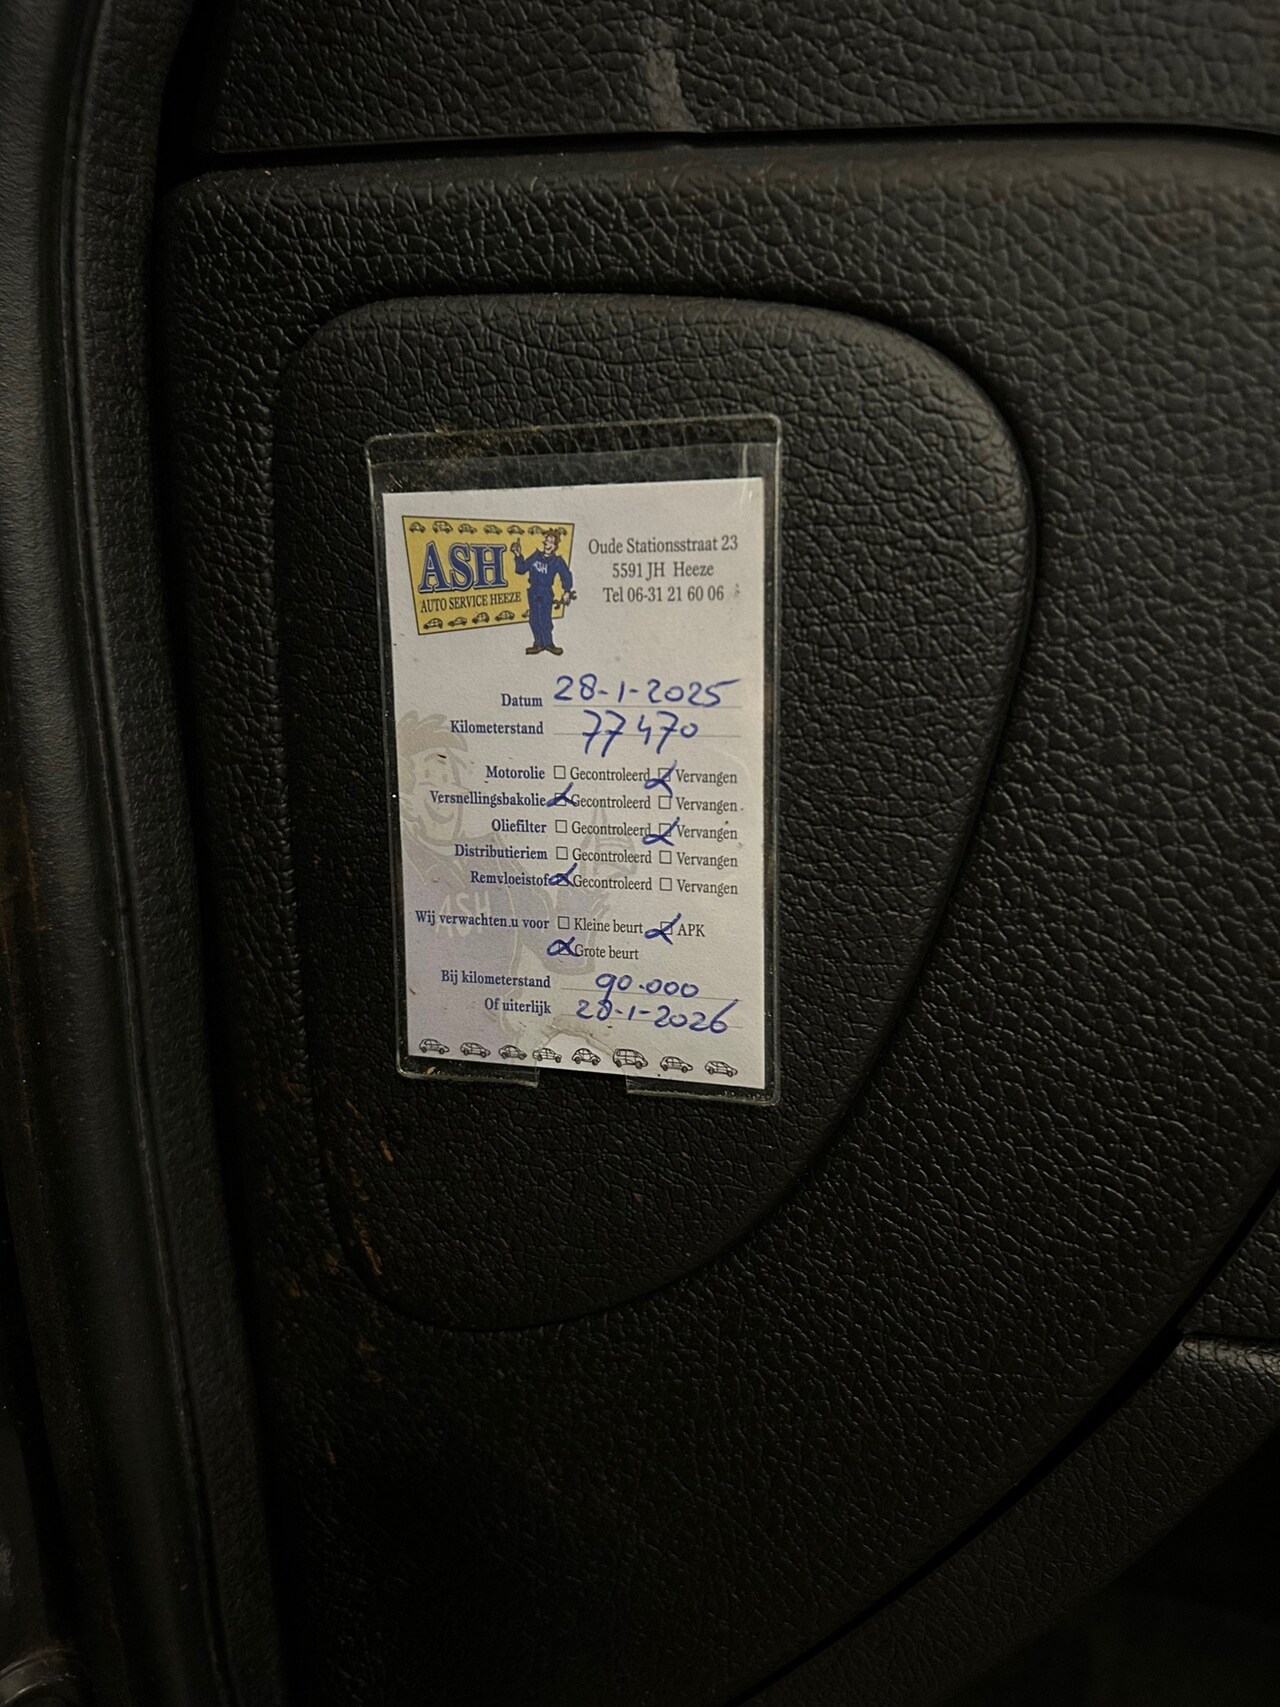 ASH
AUTO SERVICE HEEZE
Oude Stationsstraat 23
5591 JH Heeze
Tel 06-31 21 60 06
Datum 28-1-2025
Kilometerstand 77470
Motorolie ☐ Gecontroleerd ☑ Vervangen
Versnellingsbakolie ☑ Gecontroleerd ☐ Vervangen
Oliefilter ☐ Gecontroleerd ☑ Vervangen
Distributieriem ☐ Gecontroleerd ☐ Vervangen
Remvloeistof ☑ Gecontroleerd ☐ Vervangen
Wij verwachten u voor ☐ Kleine beurt ☑ APK
☑ Grote beurt
Bij kilometerstand 90.000
Of uiterlijk 28-1-2026